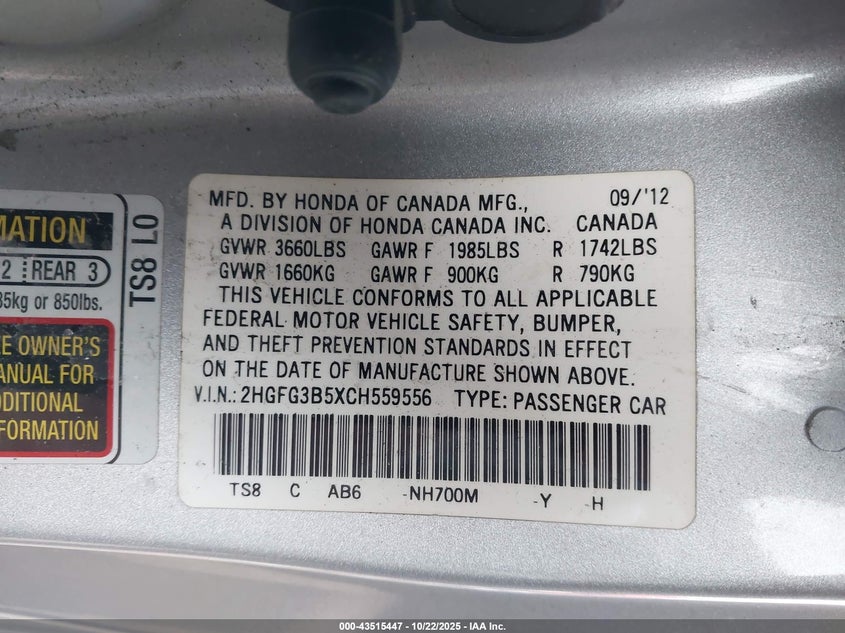 MATION
2 REAR 3
35kg or 850lbs.
TS8 L0
E OWNER'S
ANUAL FOR
DDITIONAL
FORMATION
MFD. BY HONDA OF CANADA MFG., 09/'12
A DIVISION OF HONDA CANADA INC. CANADA
GVWR 3660LBS GAWR F 1985LBS R 1742LBS
GVWR 1660KG GAWR F 900KG R 790KG
THIS VEHICLE CONFORMS TO ALL APPLICABLE
FEDERAL MOTOR VEHICLE SAFETY, BUMPER,
AND THEFT PREVENTION STANDARDS IN EFFECT
ON THE DATE OF MANUFACTURE SHOWN ABOVE.
V.I.N.: 2HGFG3B5XCH559556 TYPE: PASSENGER CAR
TS8 C AB6 -NH700M -Y -H
000-43515447 - 10/22/2025 - IAA Inc.